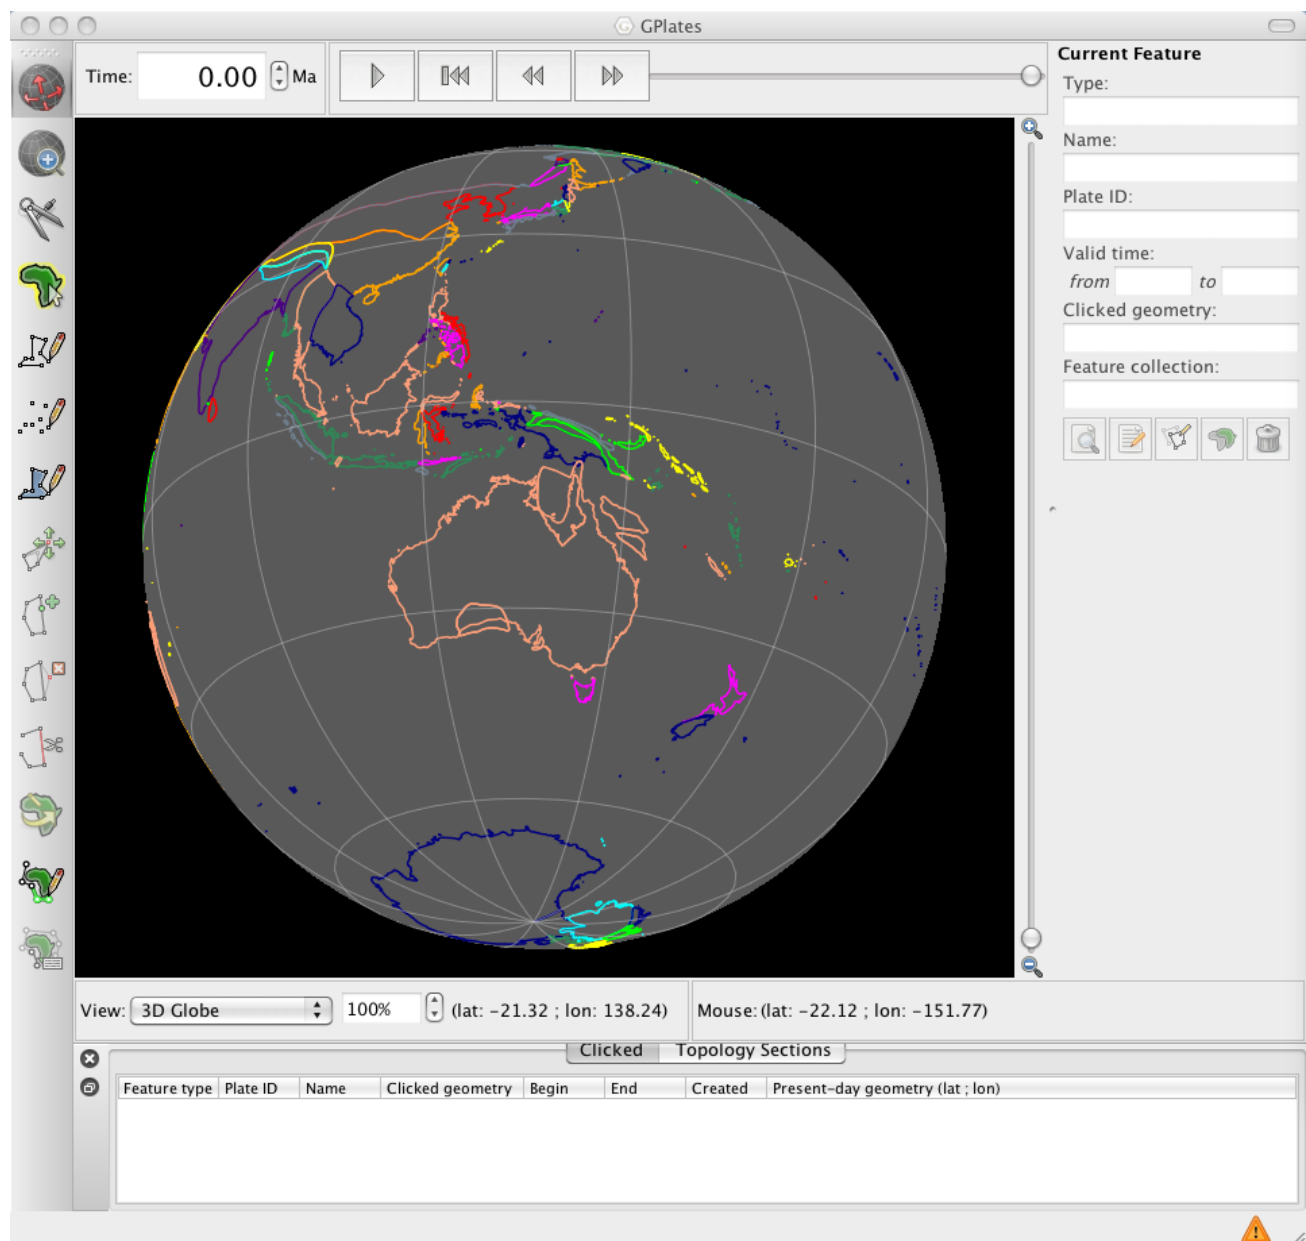 GPlates
Time: 0.00 Ma
Current Feature
Type:
Name:
Plate ID:
Valid time:
from to
Clicked geometry:
Feature collection:
View: 3D Globe 100% (lat: -21.32 ; lon: 138.24) Mouse: (lat: -22.12 ; lon: -151.77)
Clicked Topology Sections
Feature type Plate ID Name Clicked geometry Begin End Created Present-day geometry (lat ; lon)